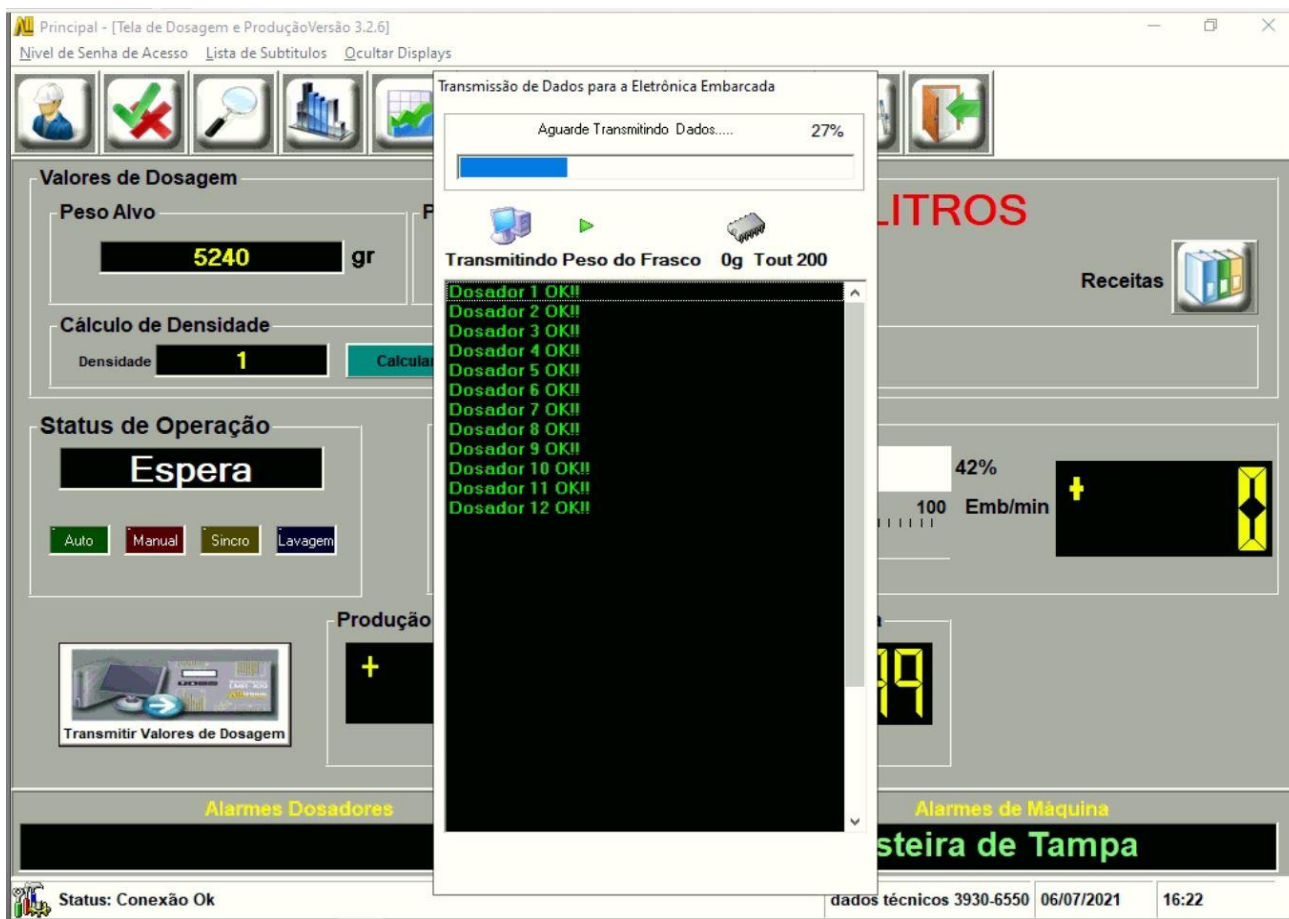 Principal - [Tela de Dosagem e ProduçãoVersão 3.2.6]
Nivel de Senha de Acesso Lista de Subtitulos Ocultar Displays
Transmissão de Dados para a Eletrônica Embarcada
Aguarde Transmitindo Dados..... 27%
Transmitindo Peso do Frasco 0g Tout 200
Dosador 1 OK!!
Dosador 2 OK!!
Dosador 3 OK!!
Dosador 4 OK!!
Dosador 5 OK!!
Dosador 6 OK!!
Dosador 7 OK!!
Dosador 8 OK!!
Dosador 9 OK!!
Dosador 10 OK!!
Dosador 11 OK!!
Dosador 12 OK!!
Valores de Dosagem
Peso Alvo
5240 gr
LITROS
Receitas
Cálculo de Densidade
Densidade 1 Calcular
Status de Operação
Espera
Auto Manual Sincro Lavagem
42%
100 Emb/min
+ 0
Produção
+
Transmitir Valores de Dosagem
Alarmes Dosadores
Alarmes de Máquina
steira de Tampa
Status: Conexão Ok
dados técnicos 3930-6550 06/07/2021 16:22